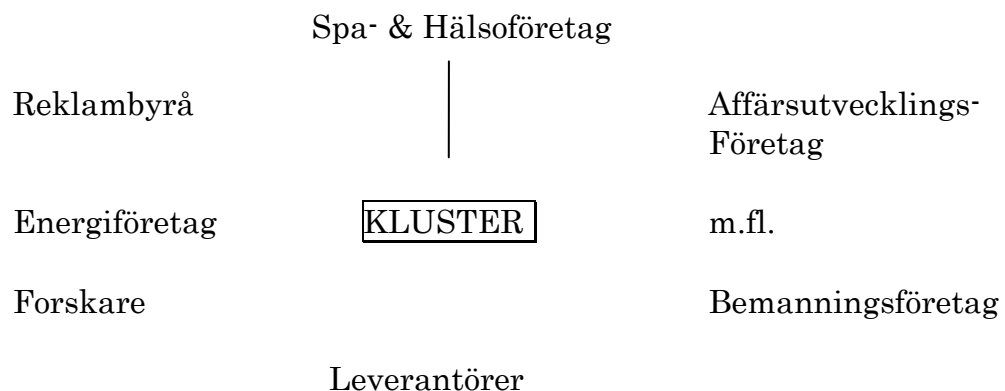 Spa- & Hälsoföretag
Reklambyrå
Affärsutvecklings-
Företag
Energiföretag
KLUSTER
m.fl.
Forskare
Bemanningsföretag
Leverantörer